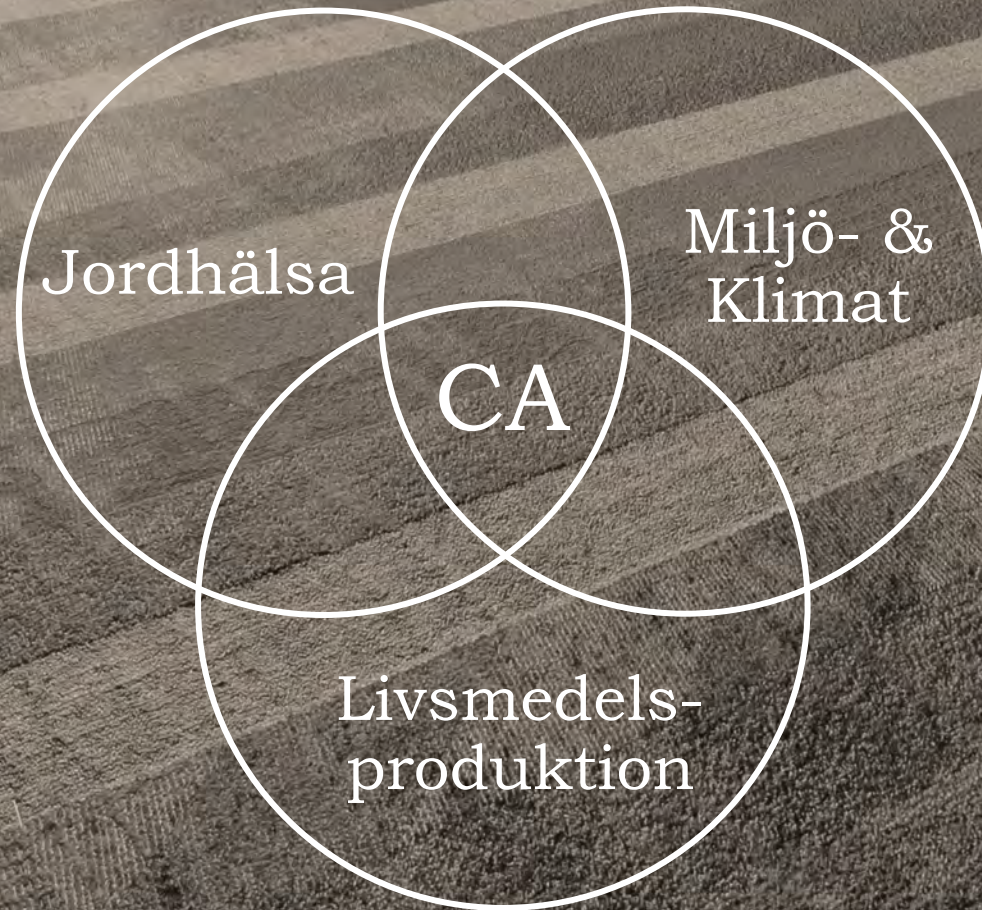 Jordhälsa
Miljö- &
Klimat
CA
Livsmedels-
produktion